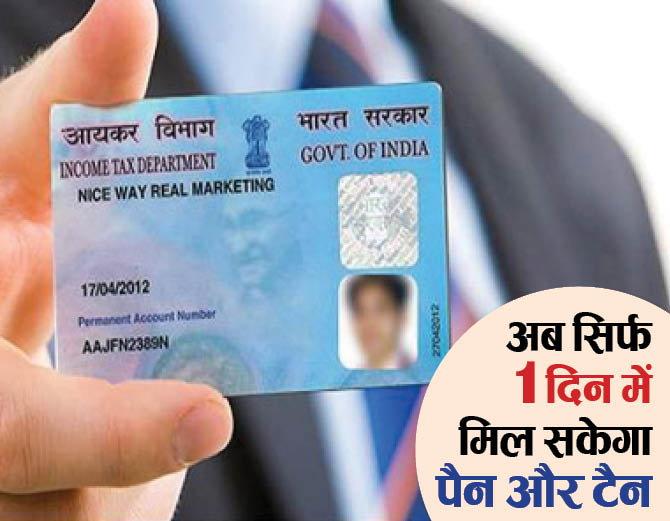 आयकर विभाग
INCOME TAX DEPARTMENT
भारत सरकार
GOVT. OF INDIA
NICE WAY REAL MARKETING
17/04/2012
Permanent Account Number
AAJFN2389N
27042012
अब सिर्फ
1 दिन में
मिल सकेगा
पैन और टैन